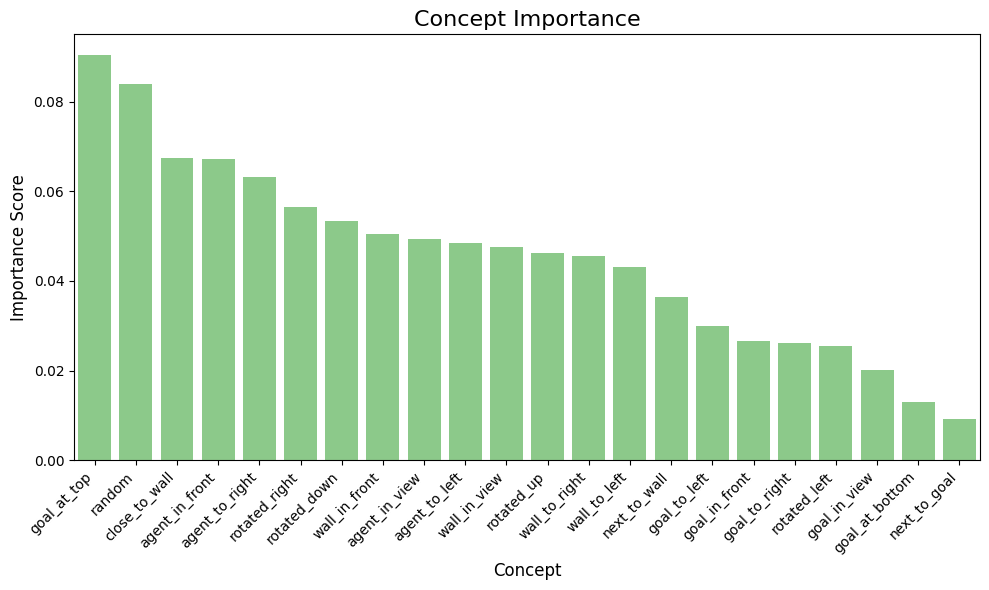 Concept Importance
Importance Score
0.08
0.06
0.04
0.02
0.00
goal_at_top
random
close_to_wall
agent_in_front
agent_to_right
rotated_right
rotated_down
wall_in_front
agent_in_view
agent_to_left
wall_in_view
rotated_up
wall_to_right
wall_to_left
next_to_wall
goal_to_left
goal_in_front
goal_to_right
rotated_left
goal_in_view
goal_at_bottom
next_to_goal
Concept